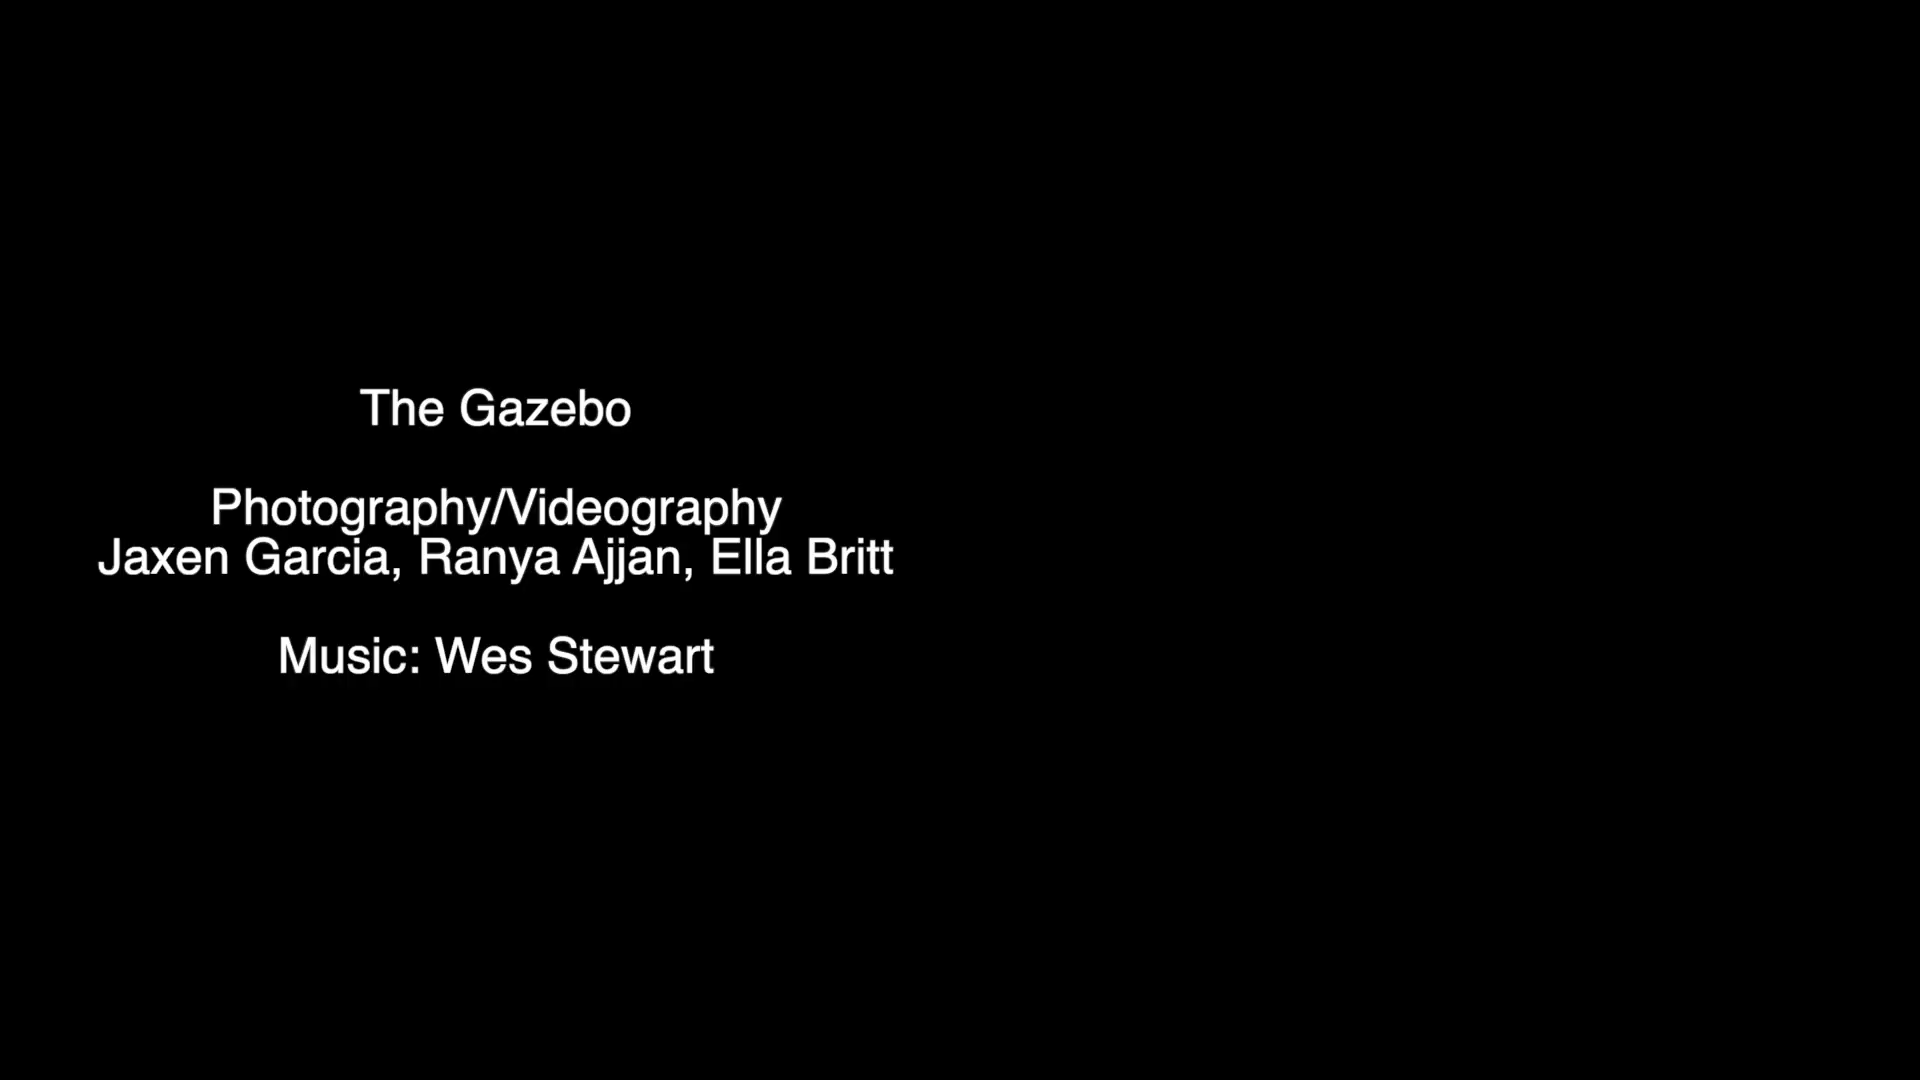 The Gazebo
Photography/Videography
Jaxen Garcia, Ranya Ajjan, Ella Britt
Music: Wes Stewart